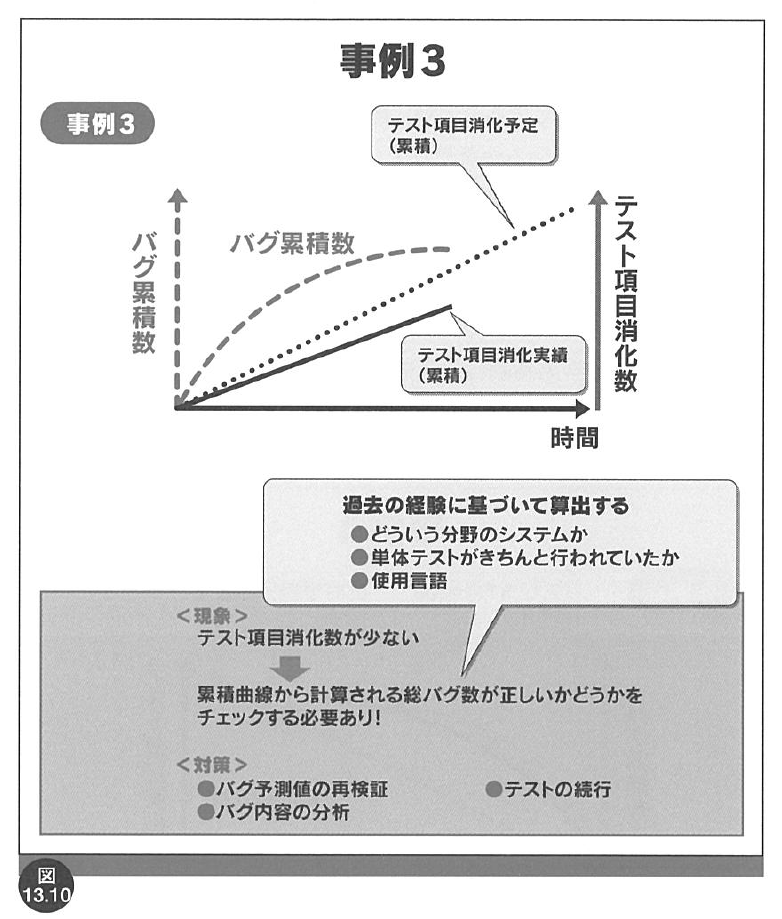 事例3
事例3
テスト項目消化予定
（累積）
バグ累積数
バグ累積数
テスト項目消化数
テスト項目消化実績
（累積）
時間
過去の経験に基づいて算出する
●どういう分野のシステムか
●単体テストがきちんと行われていたか
●使用言語
＜現象＞
テスト項目消化数が少ない
累積曲線から計算される総バグ数が正しいかどうかを
チェックする必要あり!
＜対策＞
●バグ予測値の再検証
●テストの続行
●バグ内容の分析
図
13.10